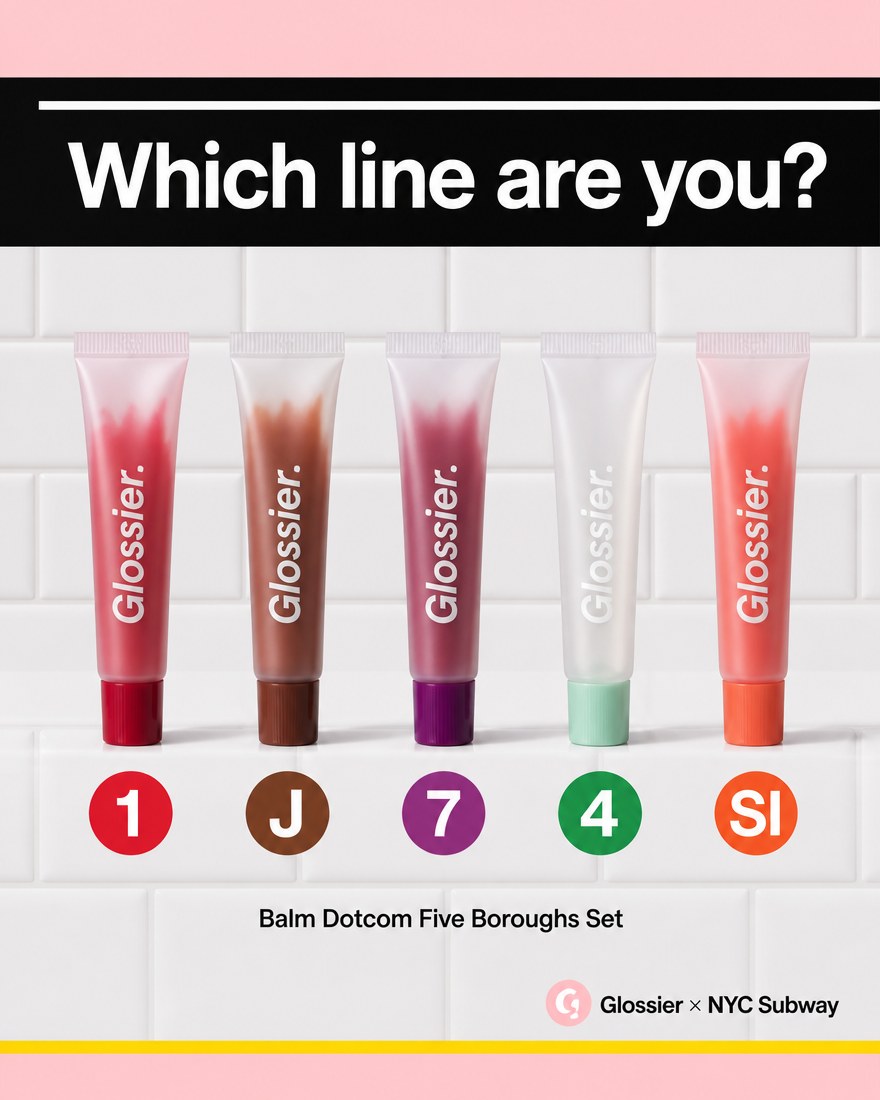 Which line are you?
Glossier.
Glossier.
Glossier.
Glossier.
Glossier.
1
J
7
4
SI
Balm Dotcom Five Boroughs Set
G Glossier × NYC Subway